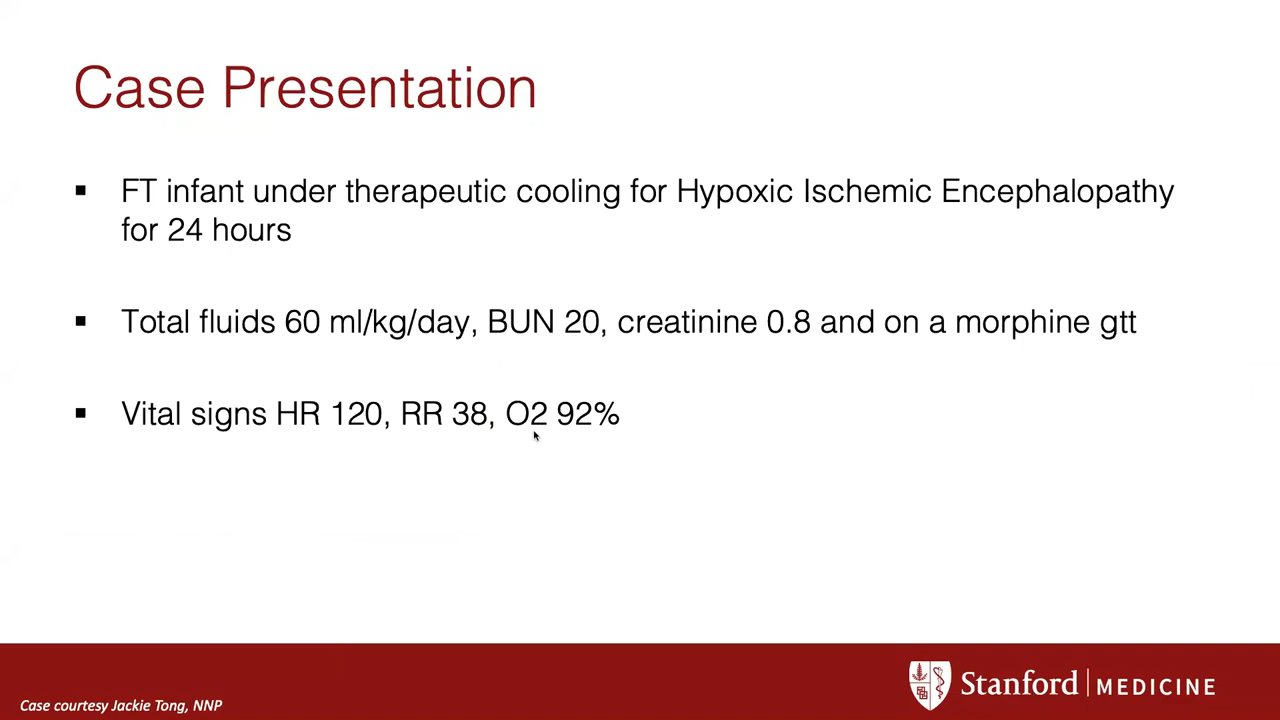 Case Presentation
▪ FT infant under therapeutic cooling for Hypoxic Ischemic Encephalopathy
for 24 hours
▪ Total fluids 60 ml/kg/day, BUN 20, creatinine 0.8 and on a morphine gtt
▪ Vital signs HR 120, RR 38, O2 92%
Case courtesy Jackie Tong, NNP
Stanford | MEDICINE